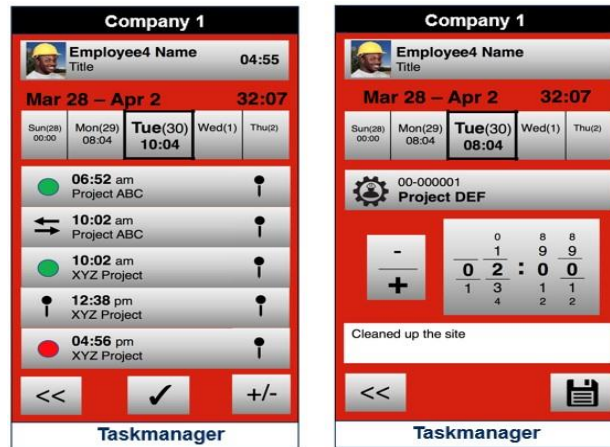 Company 1
Employee4 Name
Title
04:55
Mar 28 – Apr 2
32:07
Sun(28)
00:00
Mon(29)
08:04
Tue(30)
10:04
Wed(1)
Thu(2)
06:52 am
Project ABC
10:02 am
Project ABC
10:02 am
XYZ Project
12:38 pm
XYZ Project
04:56 pm
XYZ Project
<<
+/-
Taskmanager
Company 1
Employee4 Name
Title
Mar 28 – Apr 2
32:07
Sun(28)
00:00
Mon(29)
08:04
Tue(30)
08:04
Wed(1)
Thu(2)
00-000001
Project DEF
-
+
0 8 8
1 9 9
0 2 : 0 0
1 3 1 1
4 2 2
Cleaned up the site
<<
Taskmanager